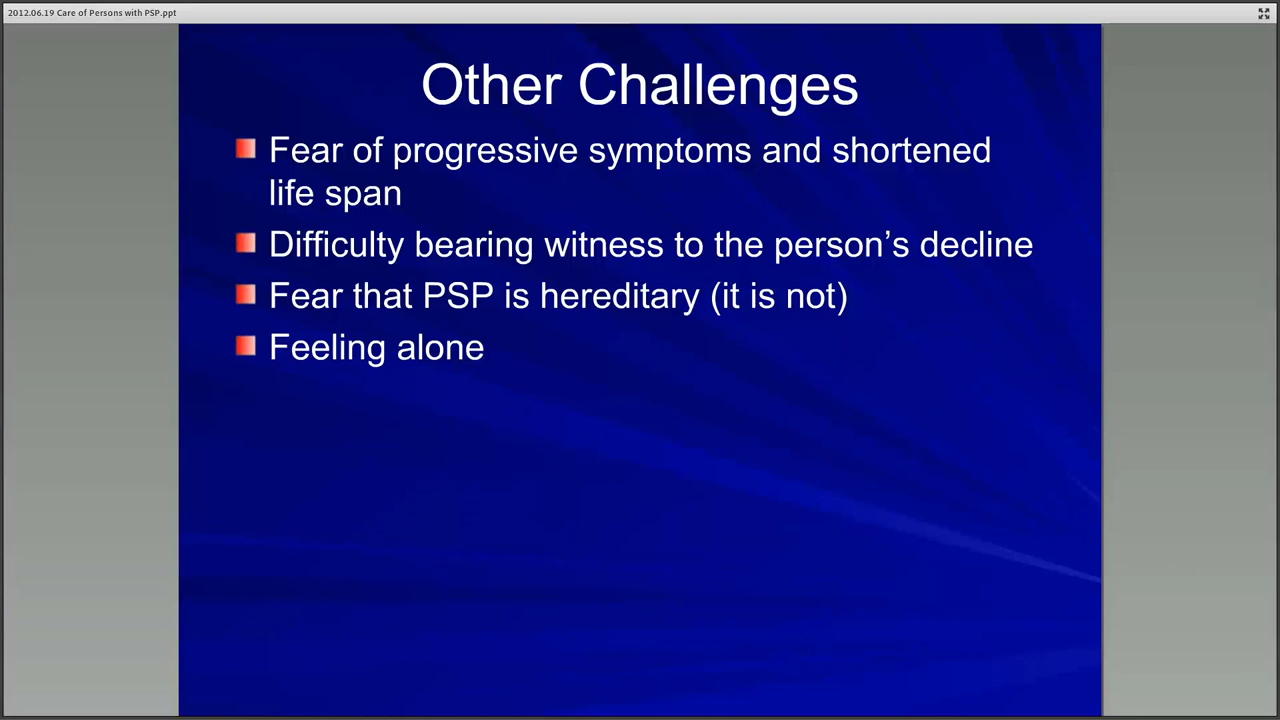 2012.06.19 Care of Persons with PSP.ppt
Other Challenges
Fear of progressive symptoms and shortened
life span
Difficulty bearing witness to the person’s decline
Fear that PSP is hereditary (it is not)
Feeling alone